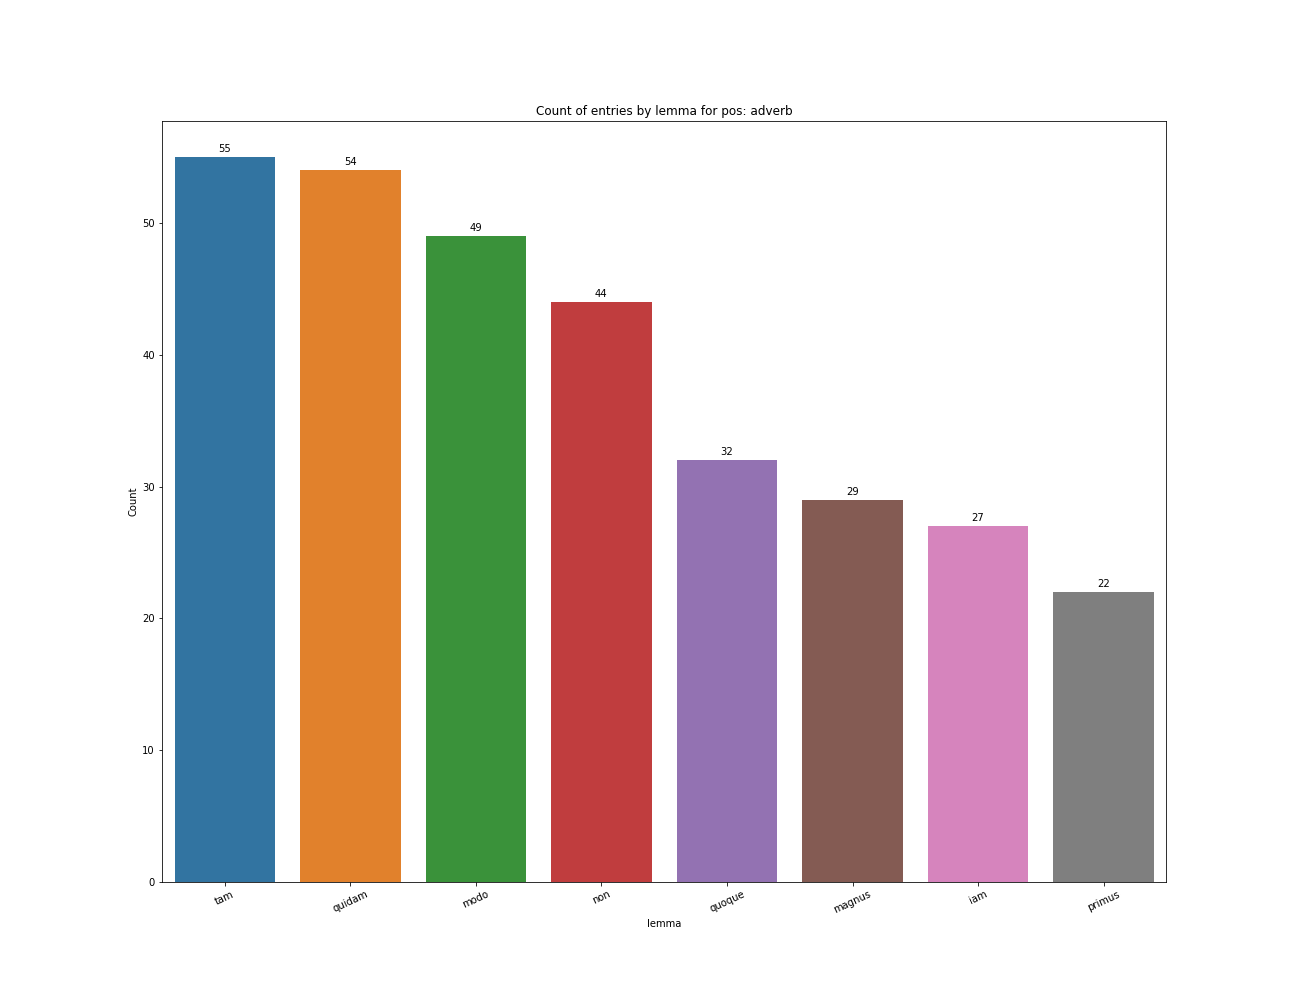 Count of entries by lemma for pos: adverb
55
54
49
44
32
29
27
22
50
40
30
20
10
0
Count
tam
quidam
modo
non
quoque
magnus
iam
primus
lemma